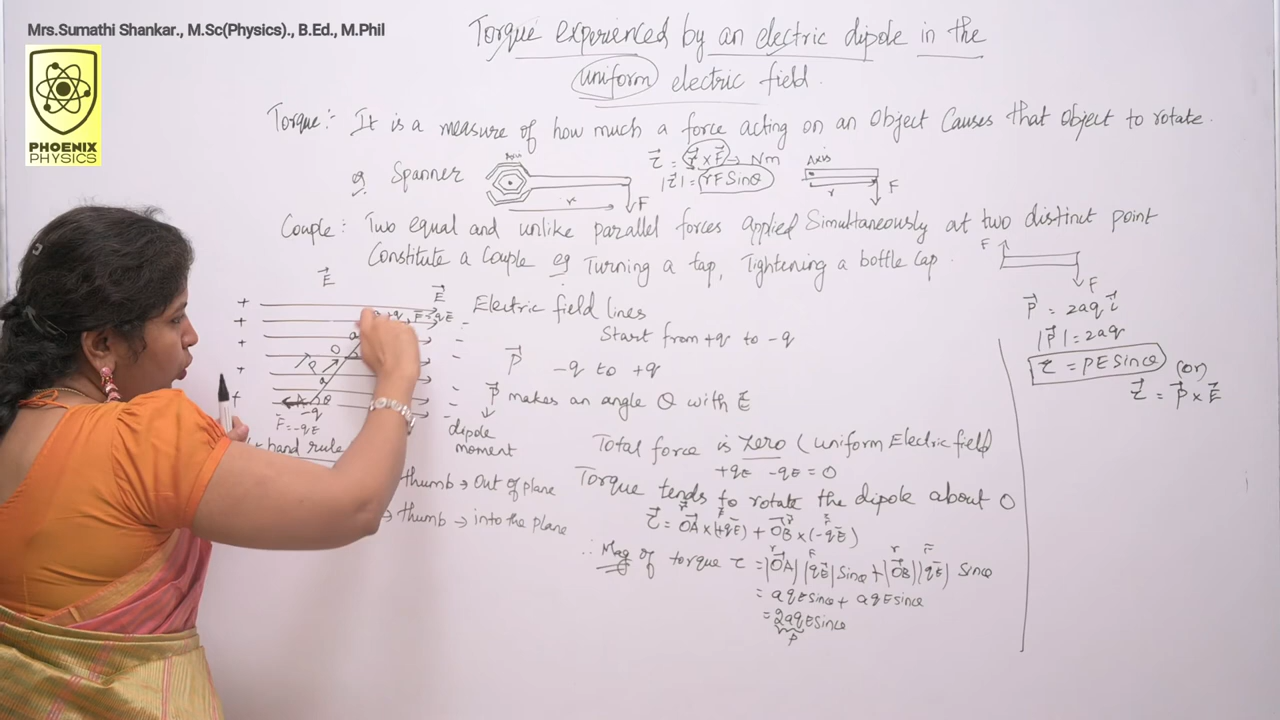 Mrs.Sumathi Shankar., M.Sc(Physics)., B.Ed., M.Phil
PHOENIX
PHYSICS
Torque experienced by an electric dipole in the
uniform electric field.
Torque:- It is a measure of how much a force acting on an Object Causes that object to rotate.
eg Spanner
Axis
r
F
τ⃗ = r⃗ × F⃗ → Nm
|τ⃗| = rFSinθ
Axis
r
F
Couple: Two equal and unlike parallel forces applied Simultaneously at two distinct point
Constitute a Couple eg Turning a tap, Tightening a bottle cap.
F
F
E⃗
E⃗
+q F=qE
a
O
P
a
θ
-q
F=-qE
hand rule
thumb → Out of plane
thumb → into the plane
Electric field lines
Start from +q to -q
P⃗ -q to +q
P⃗ makes an angle θ with E⃗
dipole
moment
Total force is zero (uniform Electric field
+qE -qE = 0
Torque tends to rotate the dipole about O
τ⃗ = OA⃗ × (+qE⃗) + OB⃗ × (-qE⃗)
∴ Mag of torque τ = |OA⃗| |qE⃗| Sinθ + |OB⃗| |qE⃗| Sinθ
= aqEsinθ + aqEsinθ
= 2aqEsinθ
P
P⃗ = 2aq i⃗
|P⃗| = 2aq
τ = PESinθ (or)
τ⃗ = P⃗ × E⃗